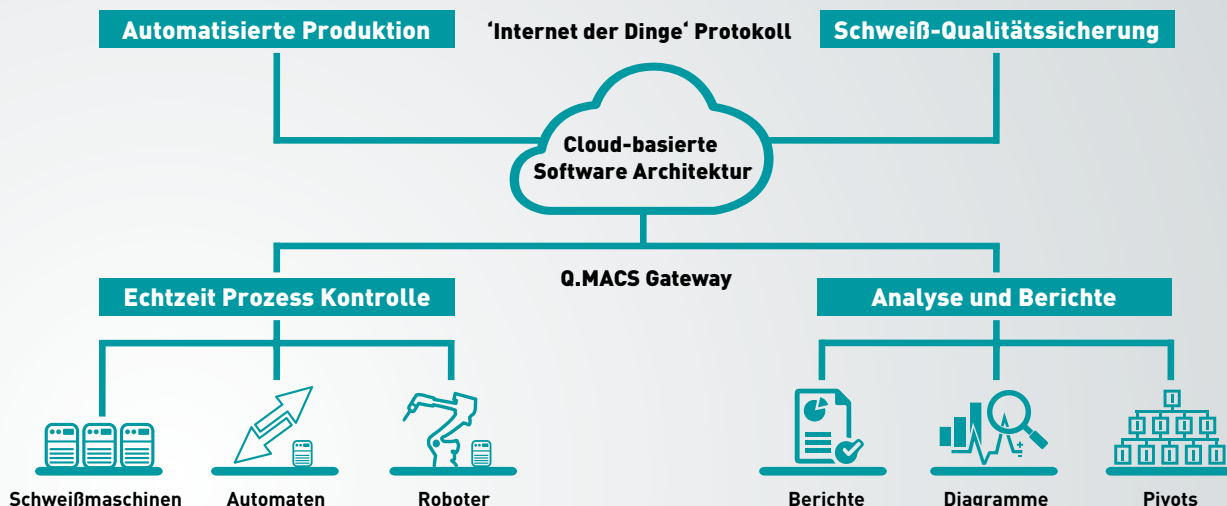 Automatisierte Produktion
‘Internet der Dinge‘ Protokoll
Schweiß-Qualitätssicherung
Cloud-basierte
Software Architektur
Q.MACS Gateway
Echtzeit Prozess Kontrolle
Analyse und Berichte
Schweißmaschinen
Automaten
Roboter
Berichte
Diagramme
Pivots